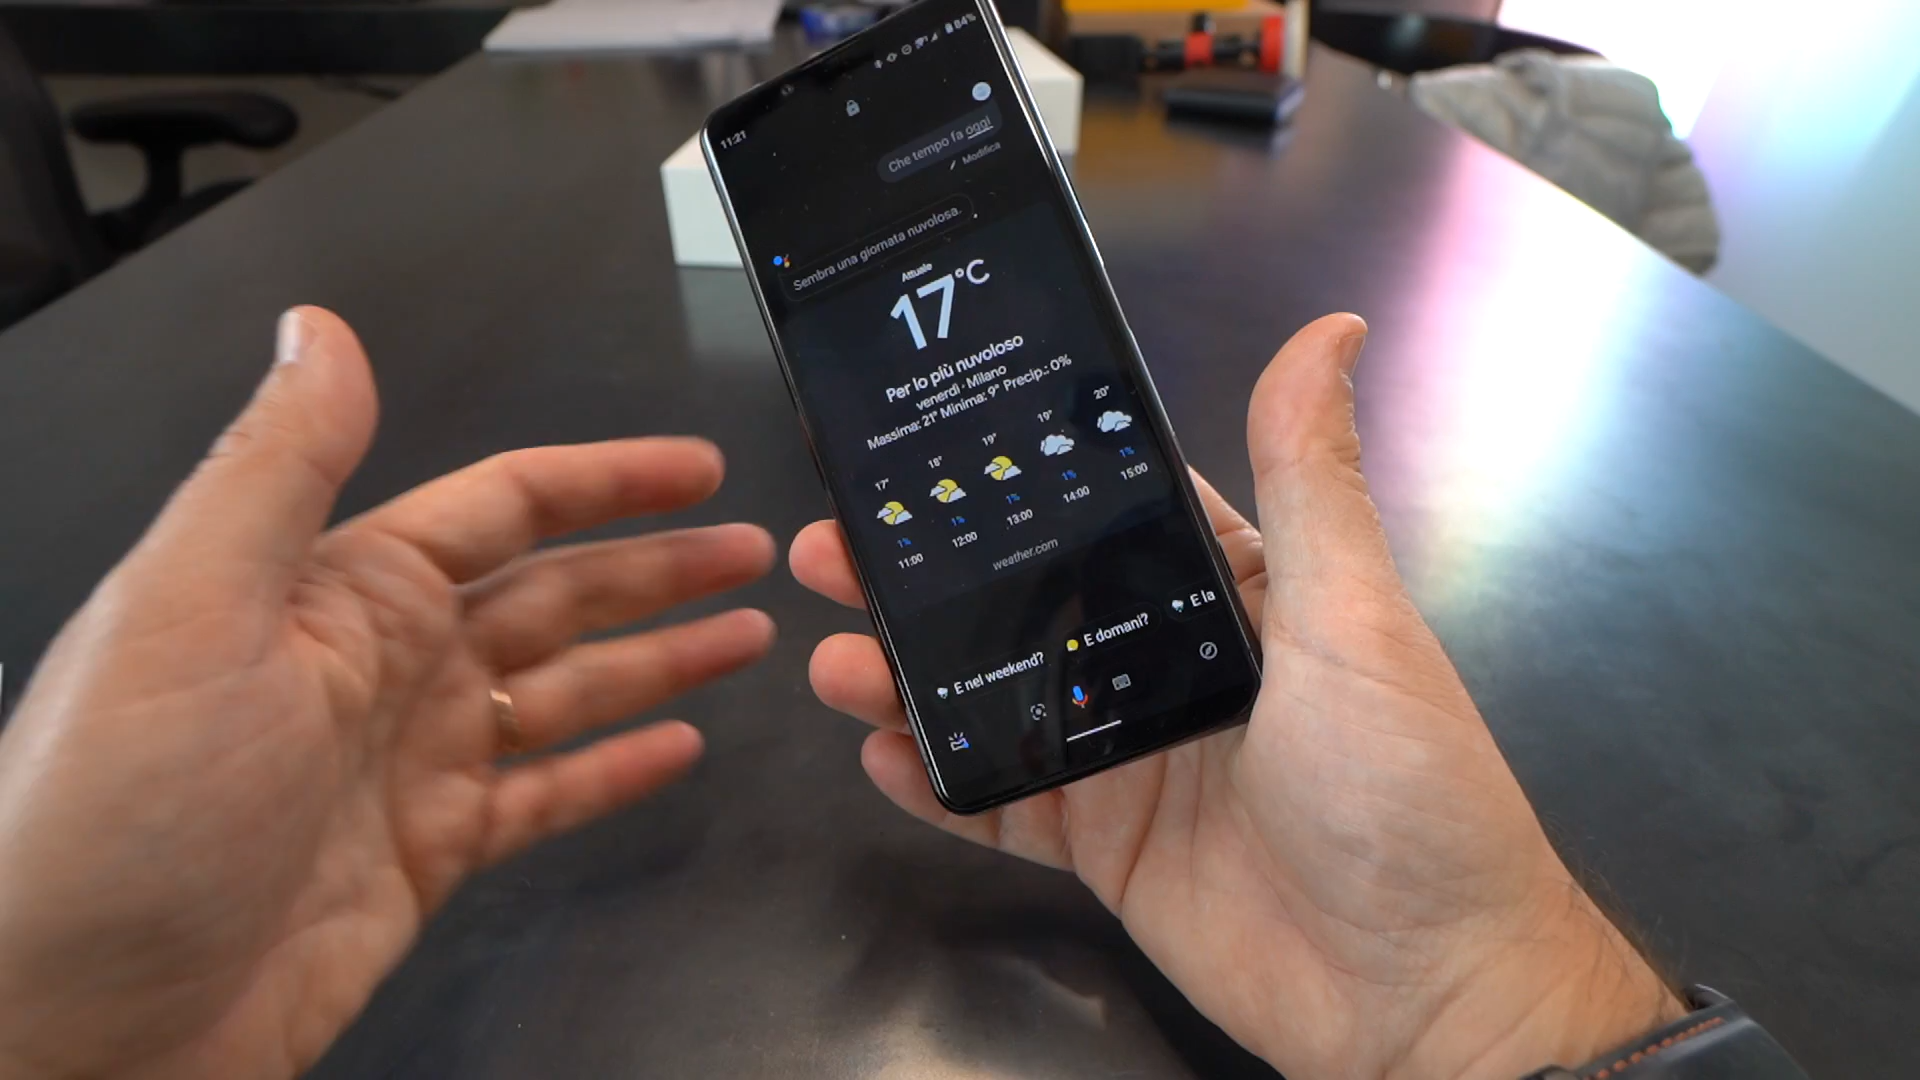 84%
11:21
Che tempo fa oggi
Modifica
Sembra una giornata nuvolosa.
Attuale
17°C
Per lo più nuvoloso
venerdì - Milano
Massima: 21° Minima: 9° Precip.: 0%
17° 18° 19° 19° 20°
1% 1% 1% 1% 1%
11:00 12:00 13:00 14:00 15:00
weather.com
E nel weekend? E domani? E la